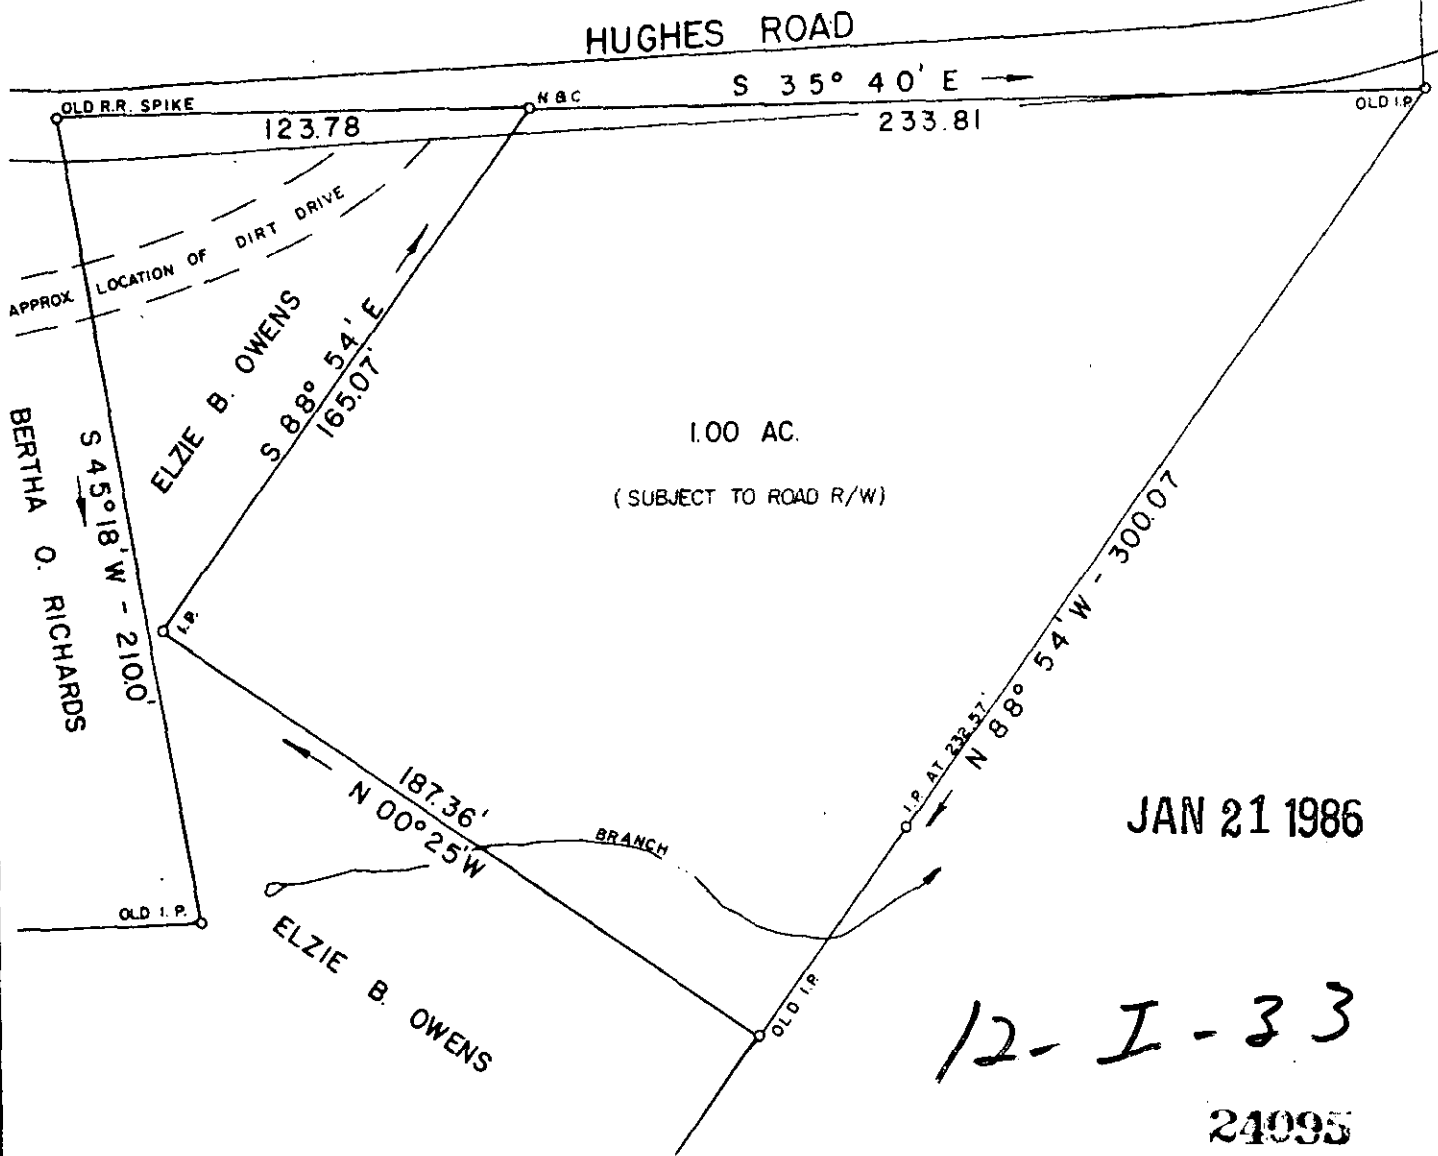 HUGHES ROAD
S 35° 40' E
OLD R.R. SPIKE
N B C
OLD I.P.
123.78
233.81
APPROX. LOCATION OF DIRT DRIVE
ELZIE B. OWENS
S 88° 54' E
165.07'
BERTHA O. RICHARDS
S 45° 18' W - 210.0'
1.00 AC.
(SUBJECT TO ROAD R/W)
N 88° 54' W - 300.07
I.P.
I.P. AT 232.57'
187.36'
N 00° 25' W
BRANCH
JAN 21 1986
OLD I.P.
ELZIE B. OWENS
OLD I.P.
12- I - 33
24095